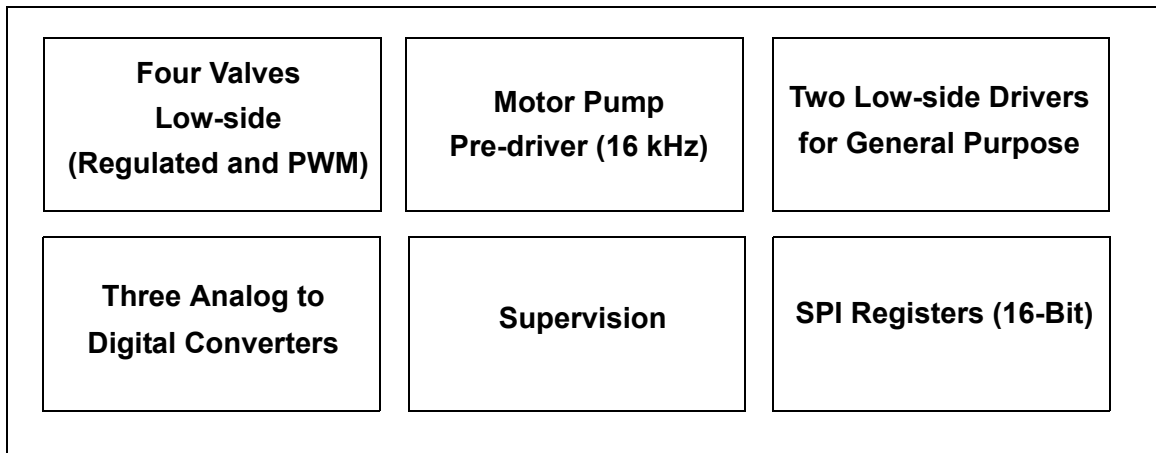 Four Valves
Low-side
(Regulated and PWM)
Motor Pump
Pre-driver (16 kHz)
Two Low-side Drivers
for General Purpose
Three Analog to
Digital Converters
Supervision
SPI Registers (16-Bit)